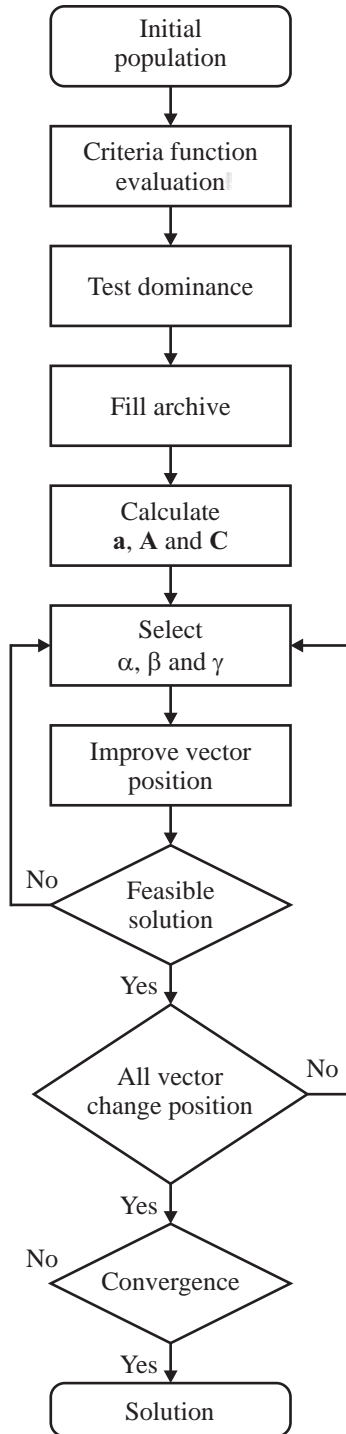 Initial
population
Criteria function
evaluation
Test dominance
Fill archive
Calculate
a, A and C
Select
α, β and γ
Improve vector
position
No
Feasible
solution
Yes
All vector
change position
No
Yes
No
Convergence
Yes
Solution